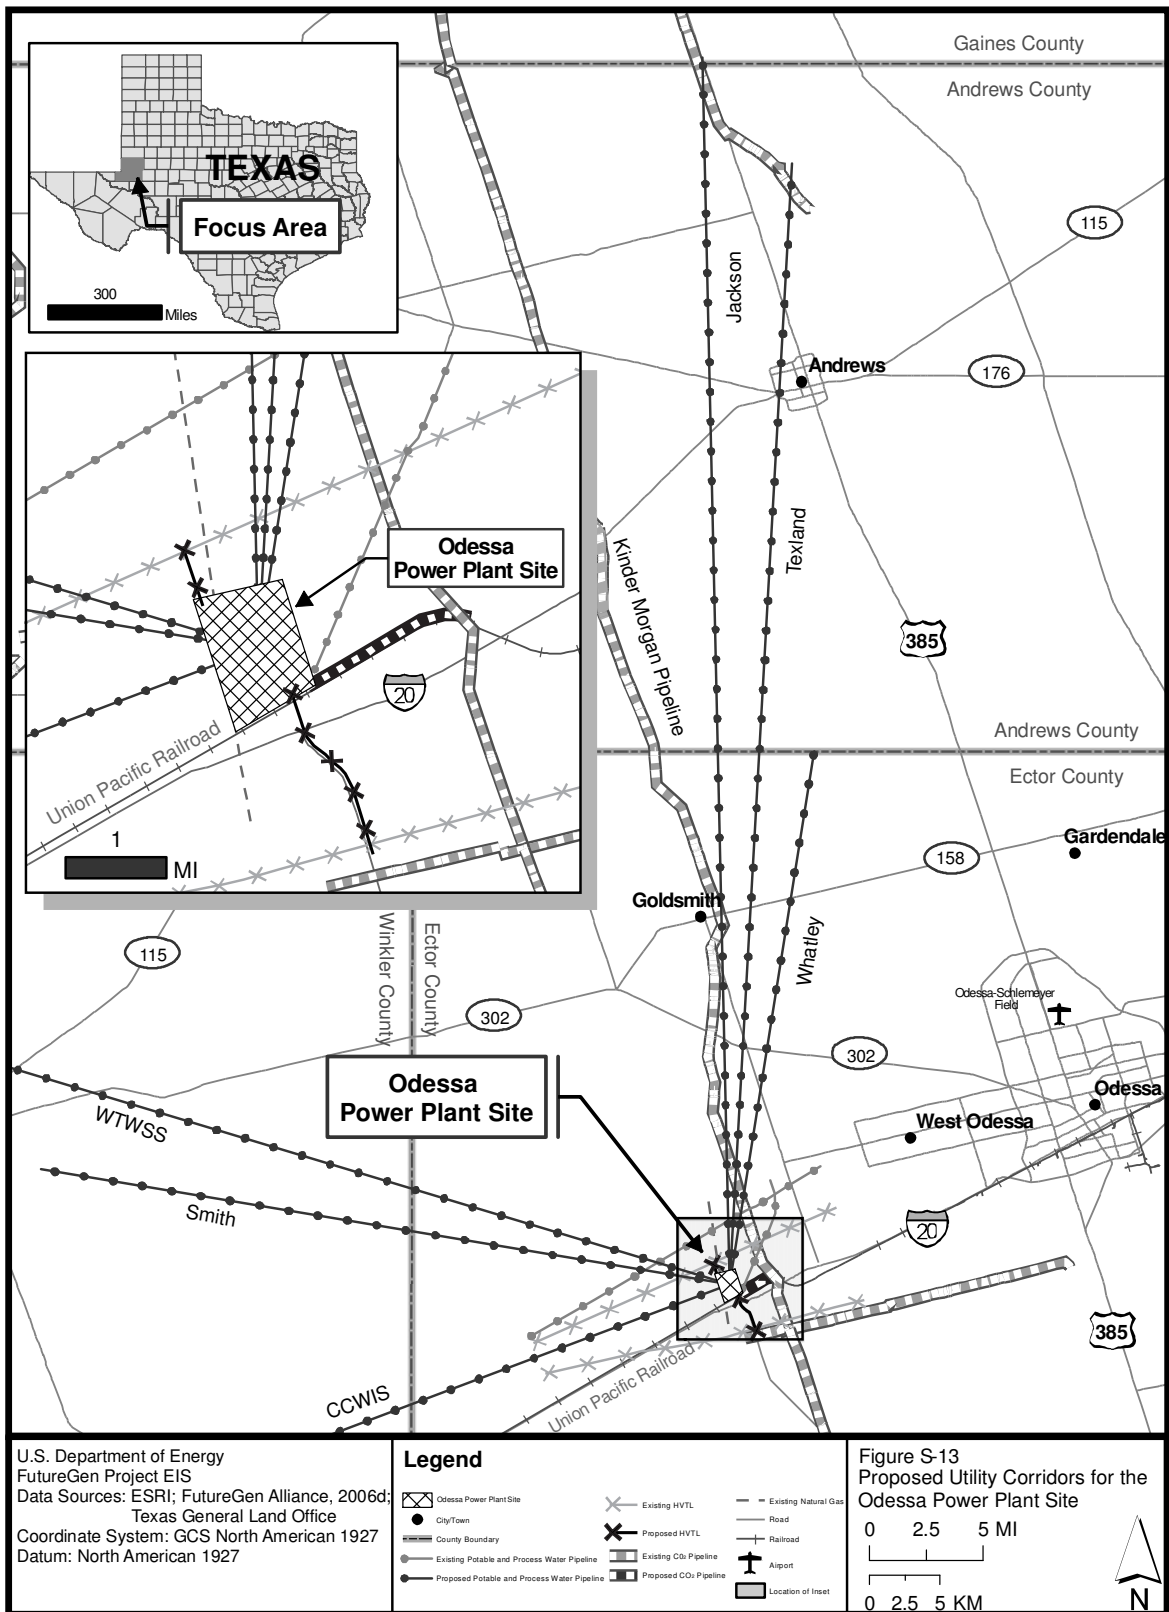 Gaines County
Andrews County
TEXAS
Focus Area
300
Miles
115
Jackson
Andrews
176
Odessa
Power Plant Site
Texland
Kinder Morgan Pipeline
385
20
Union Pacific Railroad
1
MI
Andrews County
Ector County
Gardendale
158
Goldsmith
Whatley
115
Winkler County
Ector County
302
Odessa-Schlemeyer
Field
302
Odessa
Power Plant Site
Odessa
West Odessa
WTWSS
Smith
20
385
CCWIS
Union Pacific Railroad
U.S. Department of Energy
FutureGen Project EIS
Data Sources: ESRI; FutureGen Alliance, 2006d;
Texas General Land Office
Coordinate System: GCS North American 1927
Datum: North American 1927
Legend
Odessa Power Plant Site
City/Town
County Boundary
Existing Potable and Process Water Pipeline
Proposed Potable and Process Water Pipeline
Existing HVTL
Proposed HVTL
Existing CO2 Pipeline
Proposed CO2 Pipeline
Existing Natural Gas
Road
Railroad
Airport
Location of Inset
Figure S-13
Proposed Utility Corridors for the
Odessa Power Plant Site
0 2.5 5 MI
0 2.5 5 KM
N